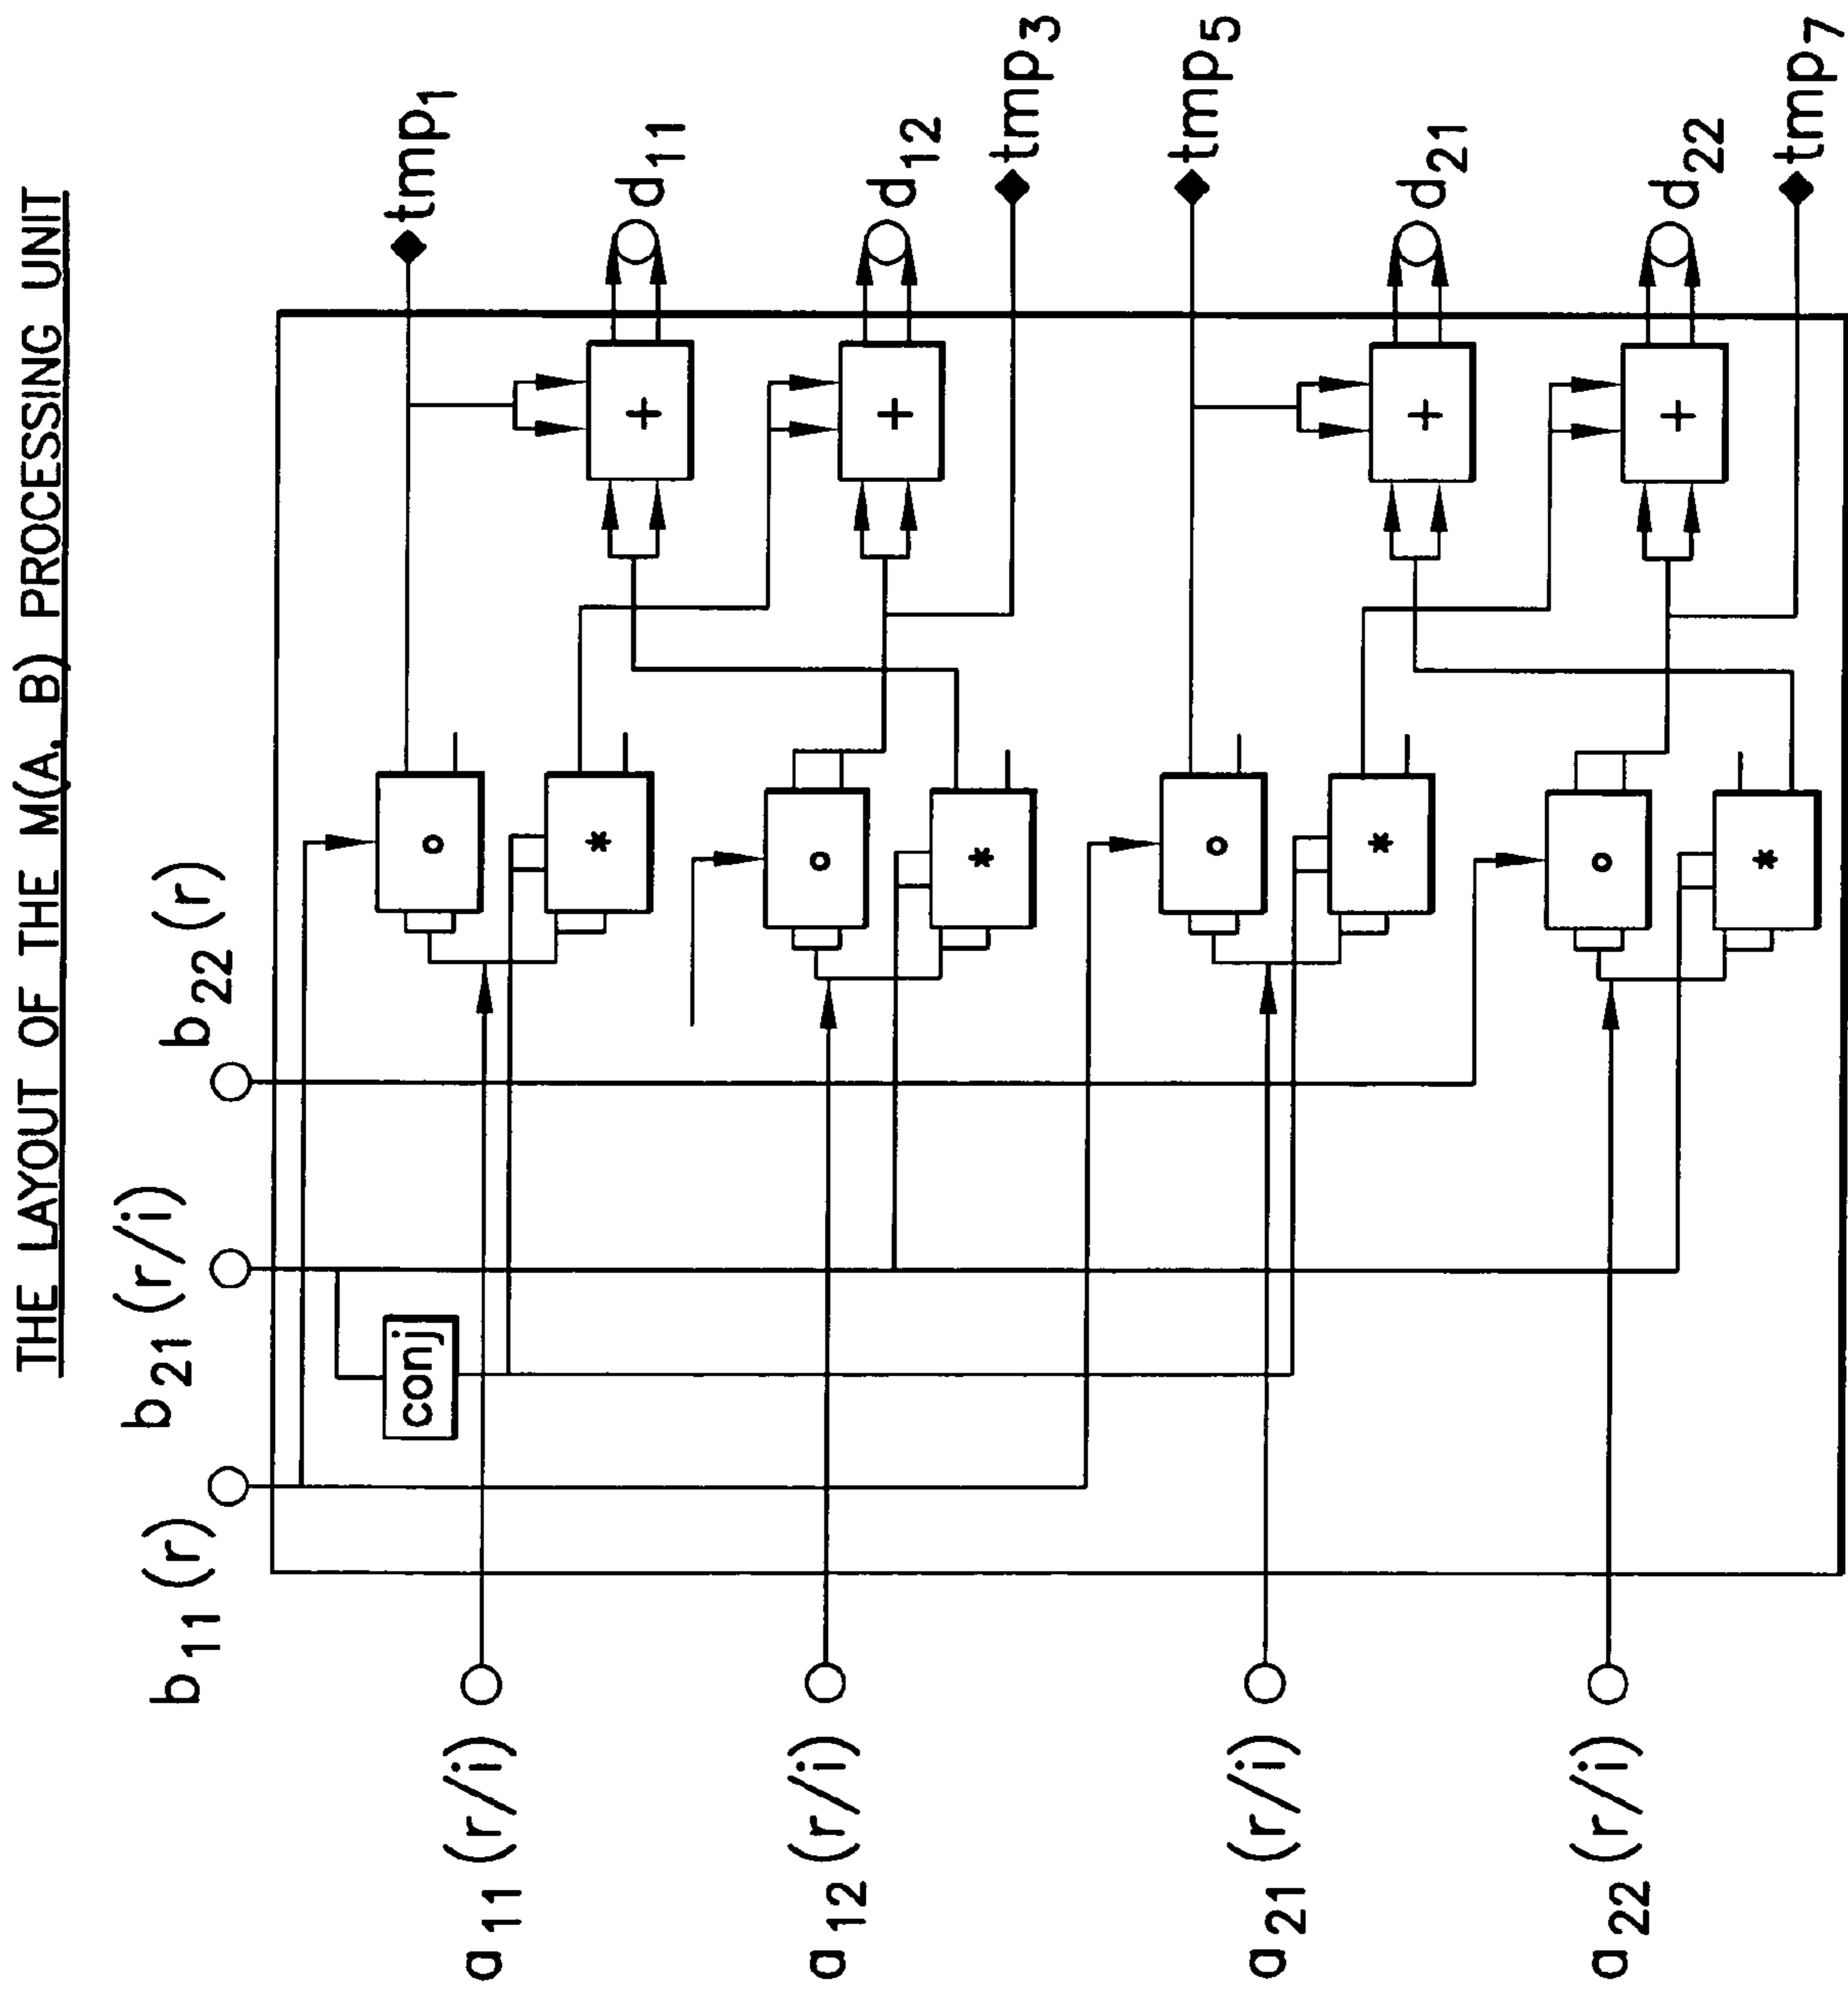 THE LAYOUT OF THE M(A, B) PROCESSING UNIT
b11 (r)
b21 (r/i)
b22 (r)
conj
a11 (r/i)
a12 (r/i)
a21 (r/i)
a22 (r/i)
∘
*
∘
*
∘
*
∘
*
+
+
+
+
tmp1
d11
d12
tmp3
tmp5
d21
d22
tmp7